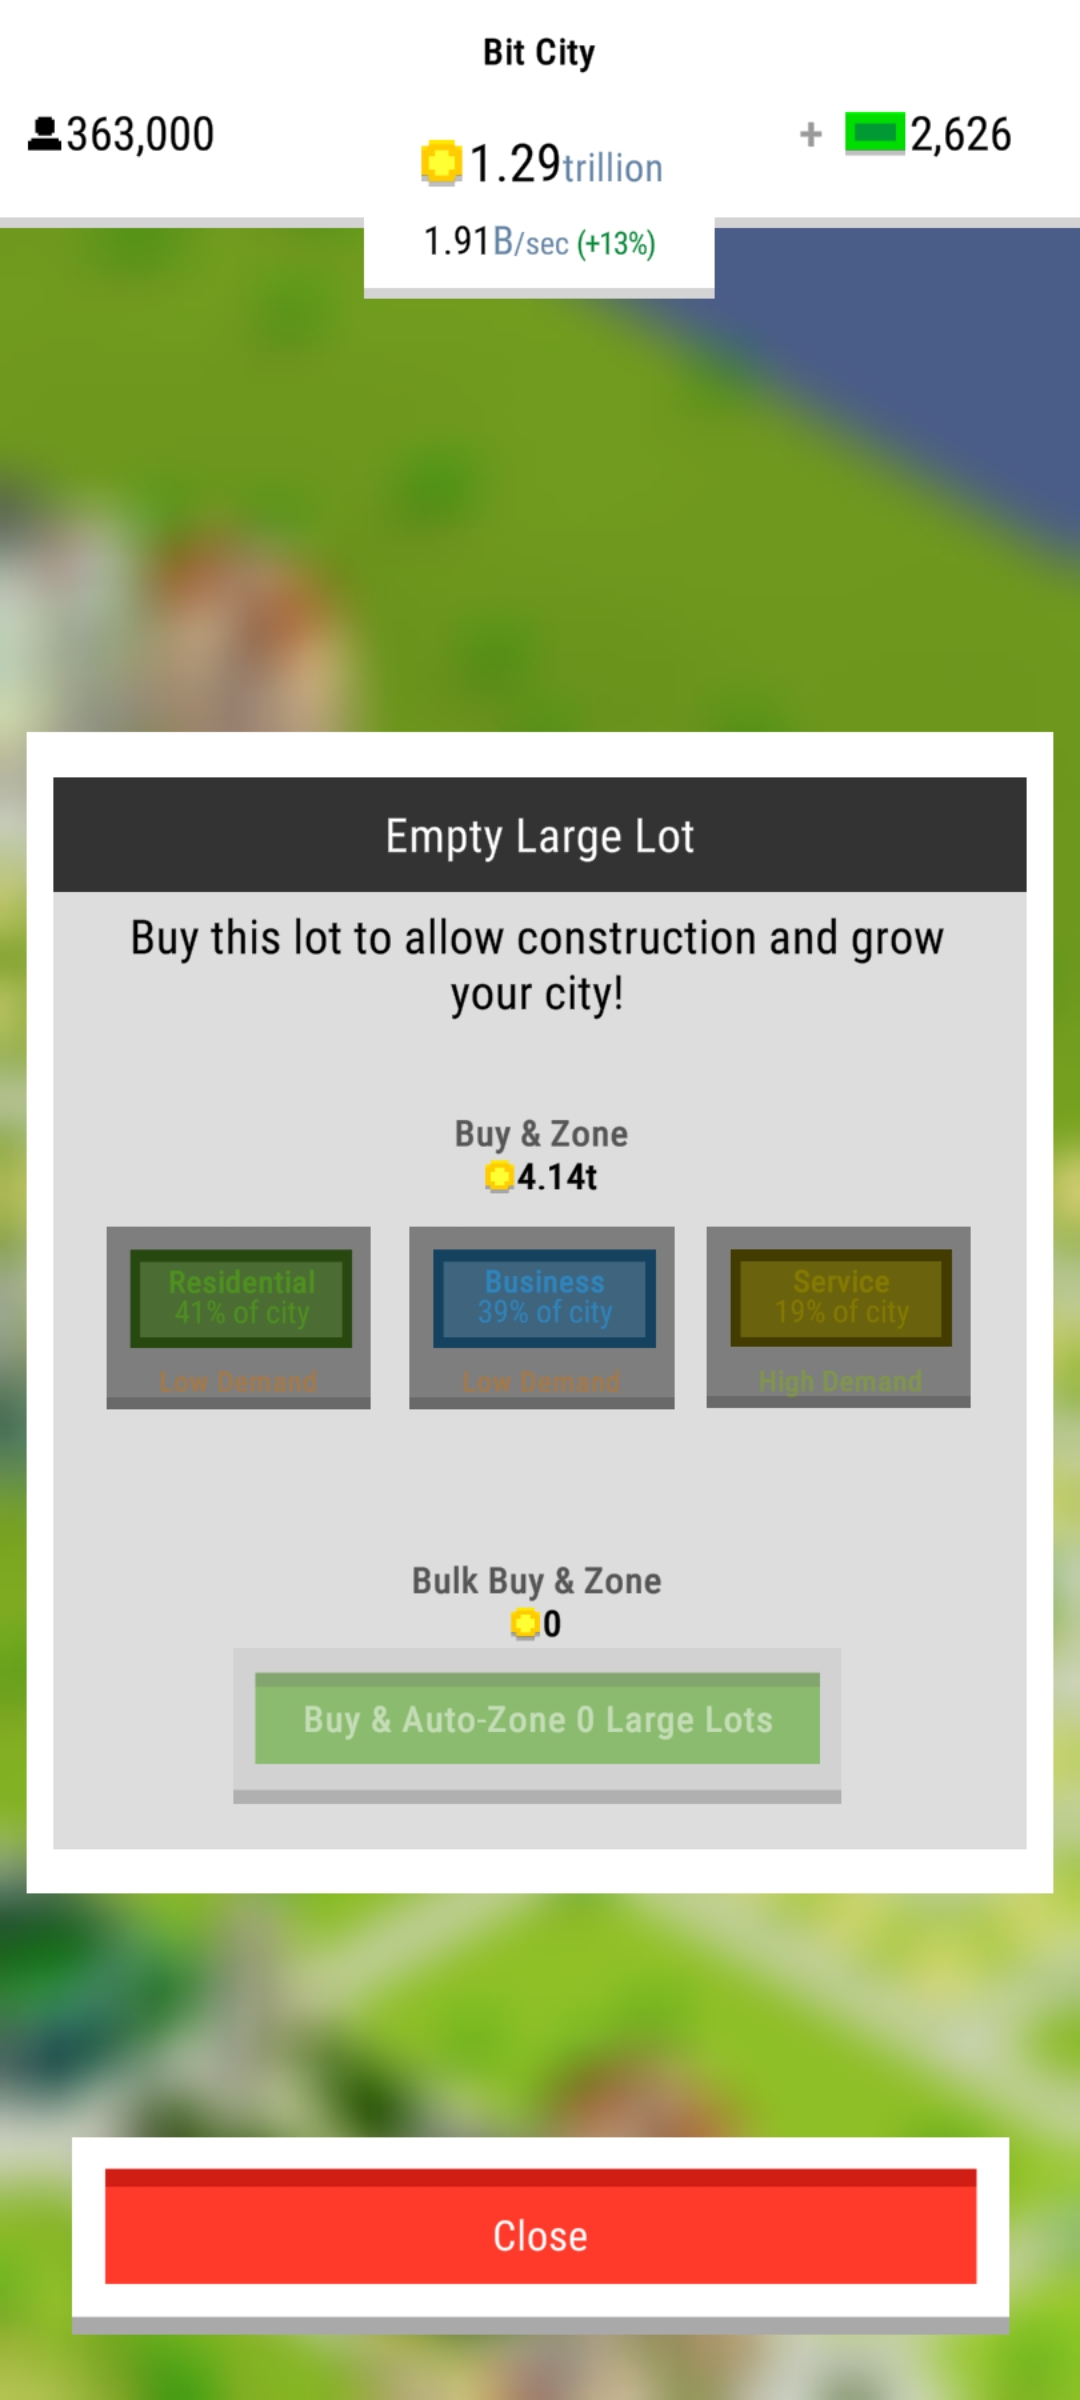 Bit City
363,000
1.29trillion
+ 2,626
1.91B/sec (+13%)
Empty Large Lot
Buy this lot to allow construction and grow
your city!
Buy & Zone
4.14t
Residential
41% of city
Low Demand
Business
39% of city
Low Demand
Service
19% of city
High Demand
Bulk Buy & Zone
0
Buy & Auto-Zone 0 Large Lots
Close